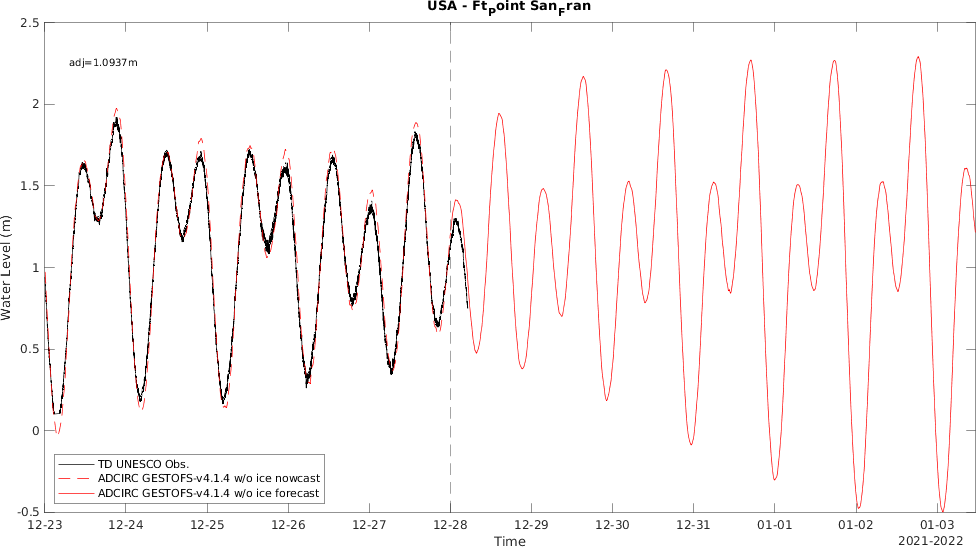 USA - Ft_Point San_Fran
2.5
adj=1.0937m
2
1.5
Water Level (m)
1
0.5
0
TD UNESCO Obs.
ADCIRC GESTOFS-v4.1.4 w/o ice nowcast
ADCIRC GESTOFS-v4.1.4 w/o ice forecast
-0.5
12-23 12-24 12-25 12-26 12-27 12-28 12-29 12-30 12-31 01-01 01-02 01-03
Time
2021-2022